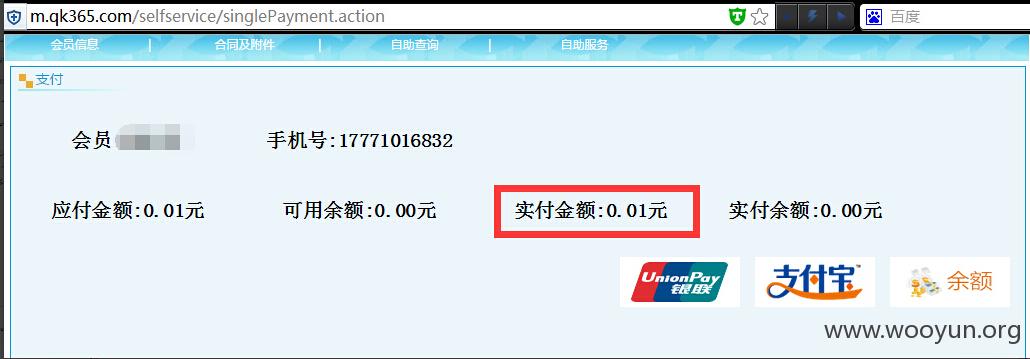 m.qk365.com/selfservice/singlePayment.action 百度
会员信息 | 合同及附件 | 自助查询 | 自助服务
支付
会员 手机号:17771016832
应付金额:0.01元 可用余额:0.00元 实付金额:0.01元 实付余额:0.00元
UnionPay 银联 支付宝 余额
www.wooyun.org